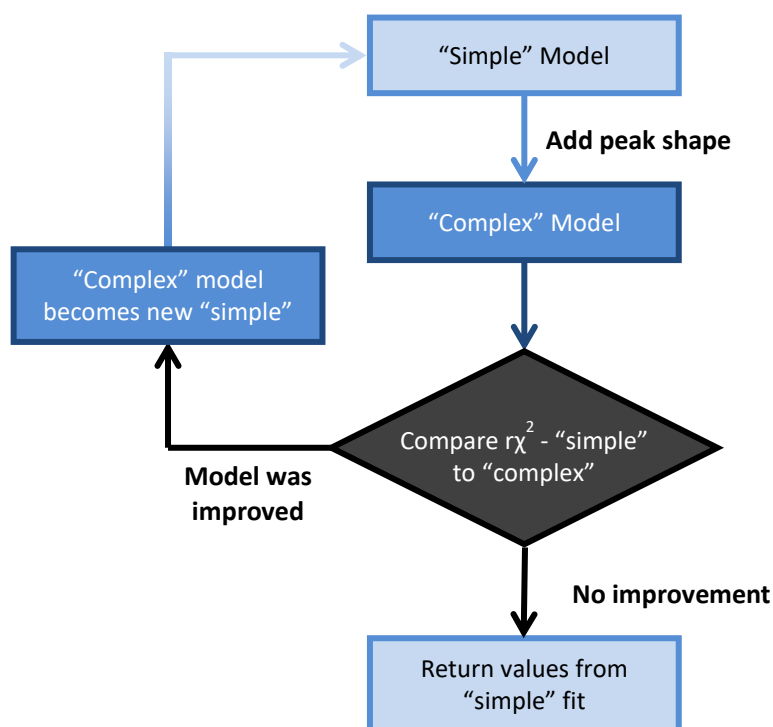 “Simple” Model
Add peak shape
“Complex” Model
“Complex” model
becomes new “simple”
Compare rχ² - “simple”
to “complex”
Model was
improved
No improvement
Return values from
“simple” fit